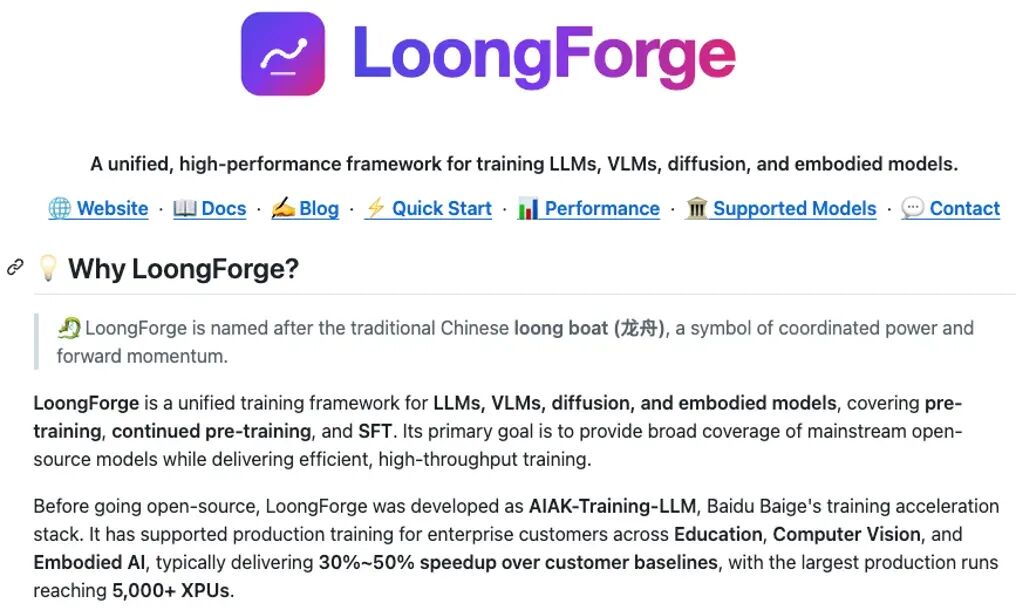 LoongForge
A unified, high-performance framework for training LLMs, VLMs, diffusion, and embodied models.
🌐 Website · 📖 Docs · ✍️ Blog · ⚡ Quick Start · 📊 Performance · 🏛️ Supported Models · 💬 Contact
💡 Why LoongForge?
🐉 LoongForge is named after the traditional Chinese loong boat (龙舟), a symbol of coordinated power and
forward momentum.
LoongForge is a unified training framework for LLMs, VLMs, diffusion, and embodied models, covering pre-
training, continued pre-training, and SFT. Its primary goal is to provide broad coverage of mainstream open-
source models while delivering efficient, high-throughput training.
Before going open-source, LoongForge was developed as AIAK-Training-LLM, Baidu Baige's training acceleration
stack. It has supported production training for enterprise customers across Education, Computer Vision, and
Embodied AI, typically delivering 30%~50% speedup over customer baselines, with the largest production runs
reaching 5,000+ XPUs.